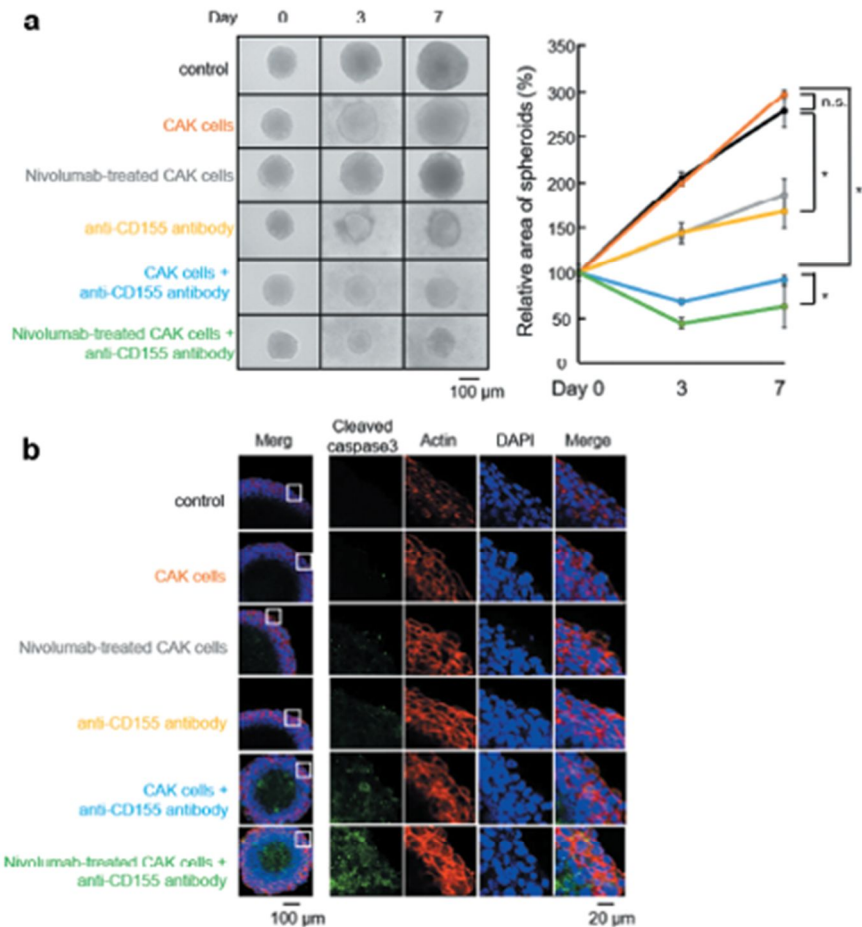 a
Day 0 3 7
control
CAK cells
Nivolumab-treated CAK cells
anti-CD155 antibody
CAK cells +
anti-CD155 antibody
Nivolumab-treated CAK cells +
anti-CD155 antibody
100 µm
Relative area of spheroids (%)
350
300
250
200
150
100
50
0
Day 0 3 7
n.s.
*
*
*
b
Merg
Cleaved
caspase3
Actin
DAPI
Merge
control
CAK cells
Nivolumab-treated CAK cells
anti-CD155 antibody
CAK cells +
anti-CD155 antibody
Nivolumab-treated CAK cells +
anti-CD155 antibody
100 µm
20 µm